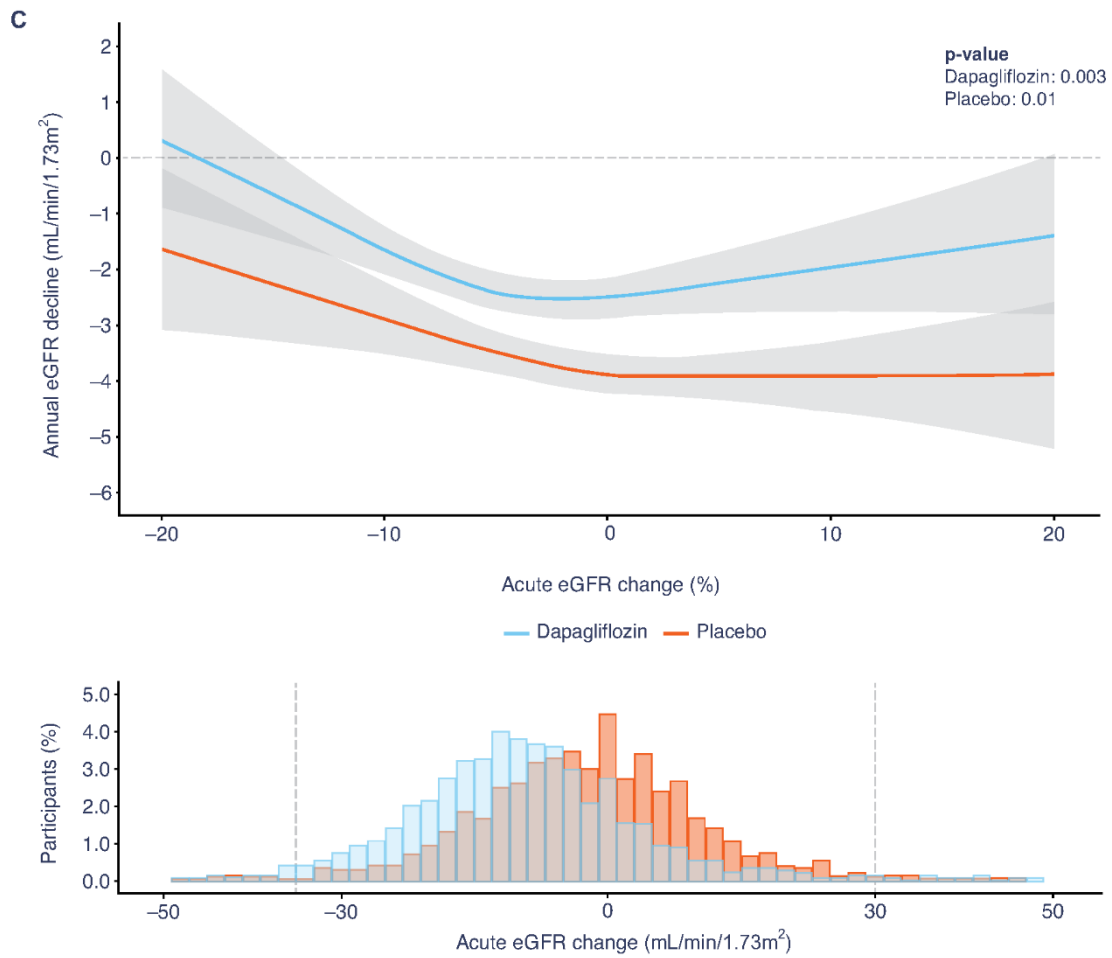 C
p-value
Dapagliflozin: 0.003
Placebo: 0.01
Annual eGFR decline (mL/min/1.73m²)
2
1
0
−1
−2
−3
−4
−5
−6
−20
−10
0
10
20
Acute eGFR change (%)
Dapagliflozin
Placebo
Participants (%)
5.0
4.0
3.0
2.0
1.0
0.0
−50
−30
0
30
50
Acute eGFR change (mL/min/1.73m²)